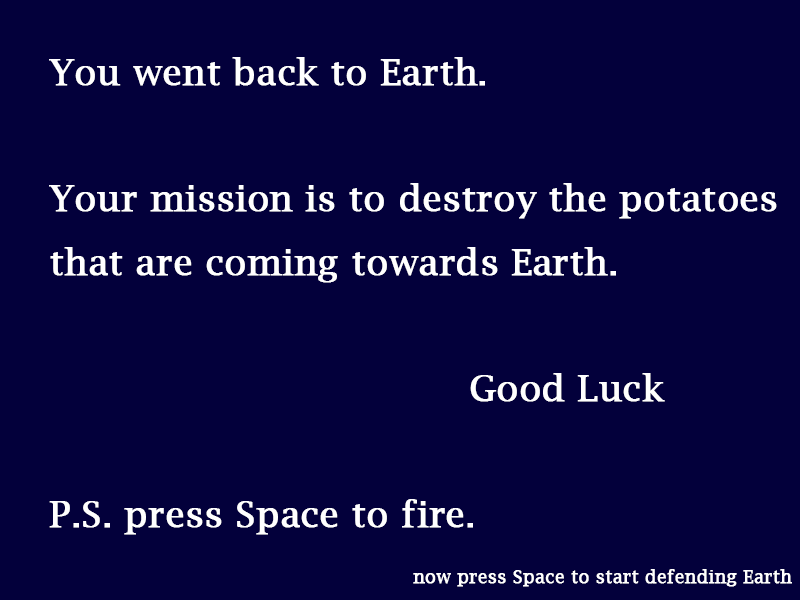 You went back to Earth.
Your mission is to destroy the potatoes
that are coming towards Earth.
Good Luck
P.S. press Space to fire.
now press Space to start defending Earth